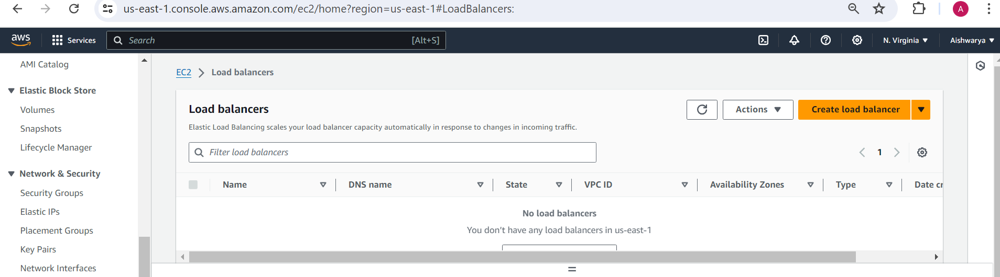 us-east-1.console.aws.amazon.com/ec2/home?region=us-east-1#LoadBalancers:
A
aws
Services
Search
[Alt+S]
N. Virginia
Aishwarya
AMI Catalog
Elastic Block Store
Volumes
Snapshots
Lifecycle Manager
Network & Security
Security Groups
Elastic IPs
Placement Groups
Key Pairs
Network Interfaces
EC2 > Load balancers
Load balancers
Actions
Create load balancer
Elastic Load Balancing scales your load balancer capacity automatically in response to changes in incoming traffic.
Filter load balancers
1
Name DNS name State VPC ID Availability Zones Type Date
No load balancers
You don’t have any load balancers in us-east-1